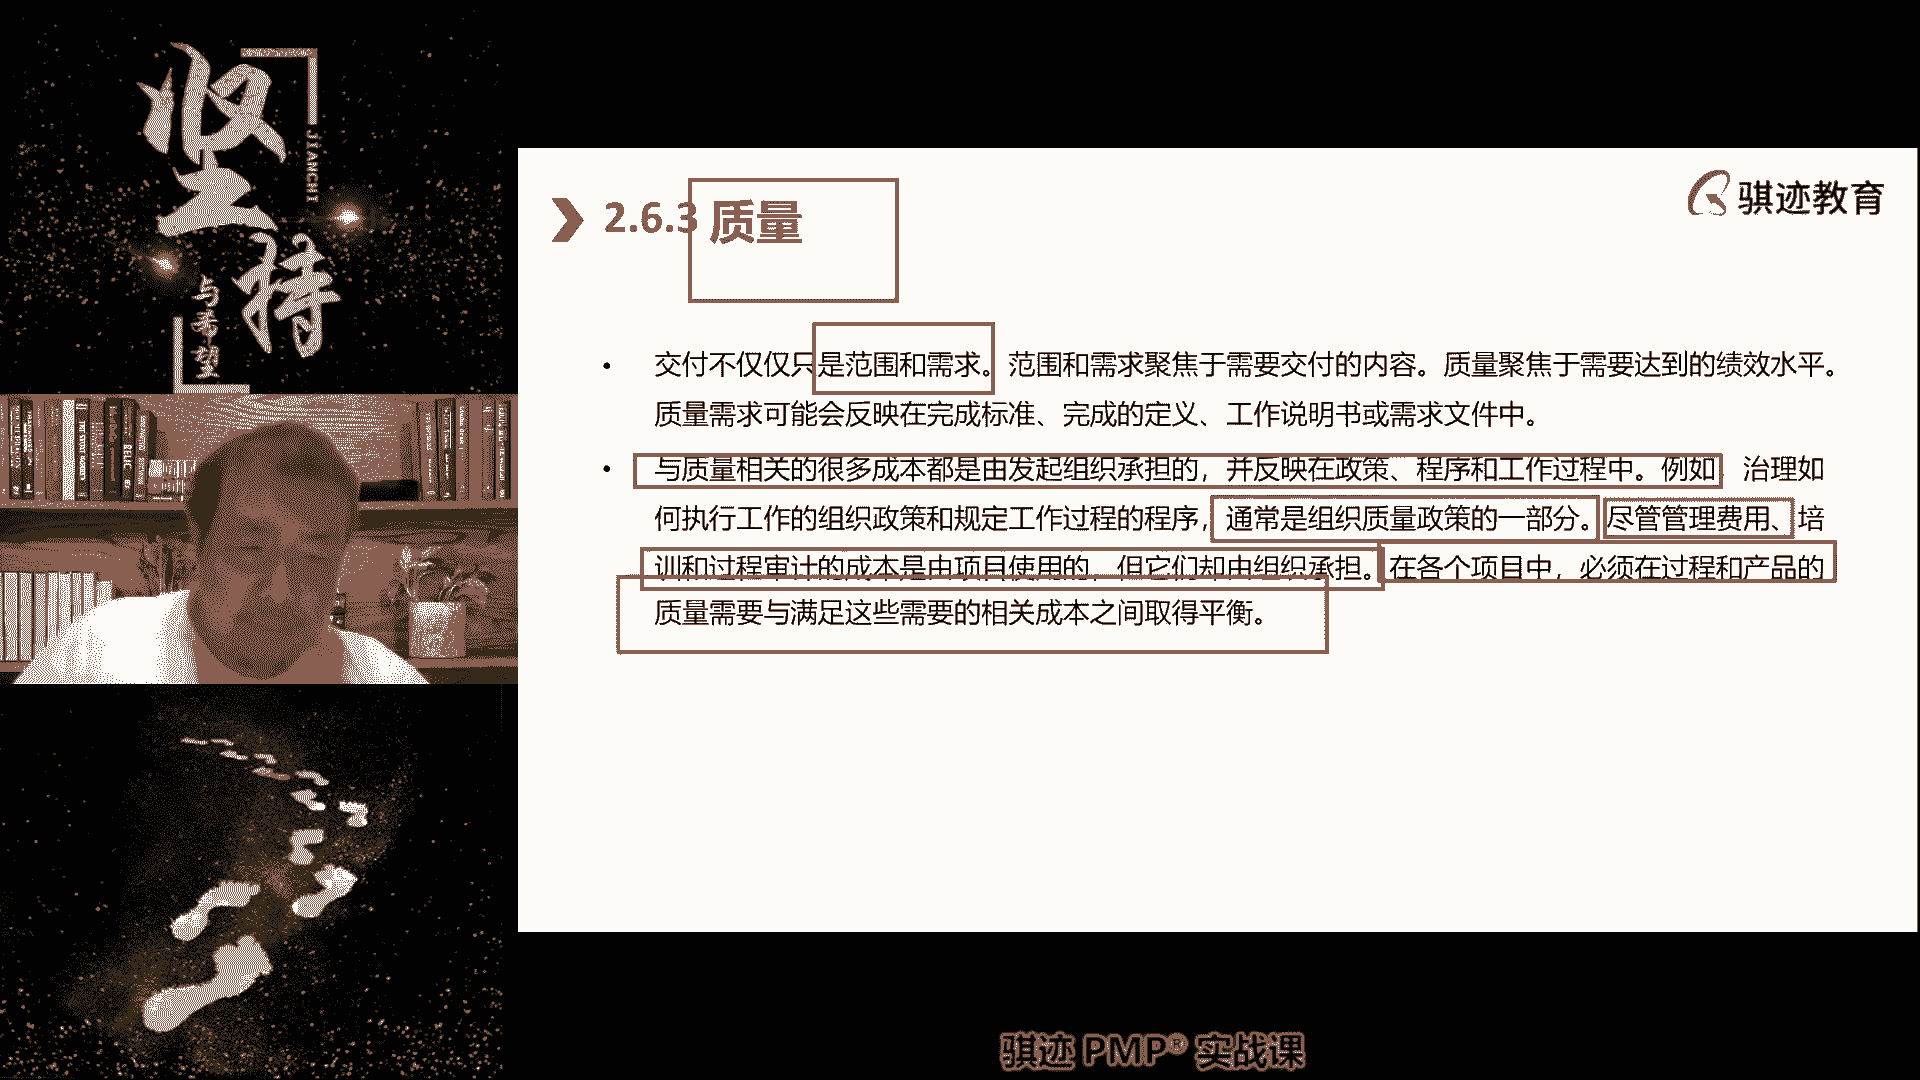 坚
持
JIANCHI
与希望
骐迹教育
2.6.3 质量
• 交付不仅仅只是范围和需求。范围和需求聚焦于需要交付的内容。质量聚焦于需要达到的绩效水平。
质量需求可能会反映在完成标准、完成的定义、工作说明书或需求文件中。
• 与质量相关的很多成本都是由发起组织承担的，并反映在政策、程序和工作过程中。例如 治理如
何执行工作的组织政策和规定工作过程的程序，通常是组织质量政策的一部分。尽管管理费用、培
训和过程审计的成本是由项目使用的，但它们却由组织承担。在各个项目中，必须在过程和产品的
质量需要与满足这些需要的相关成本之间取得平衡。
骐迹 PMP® 实战课